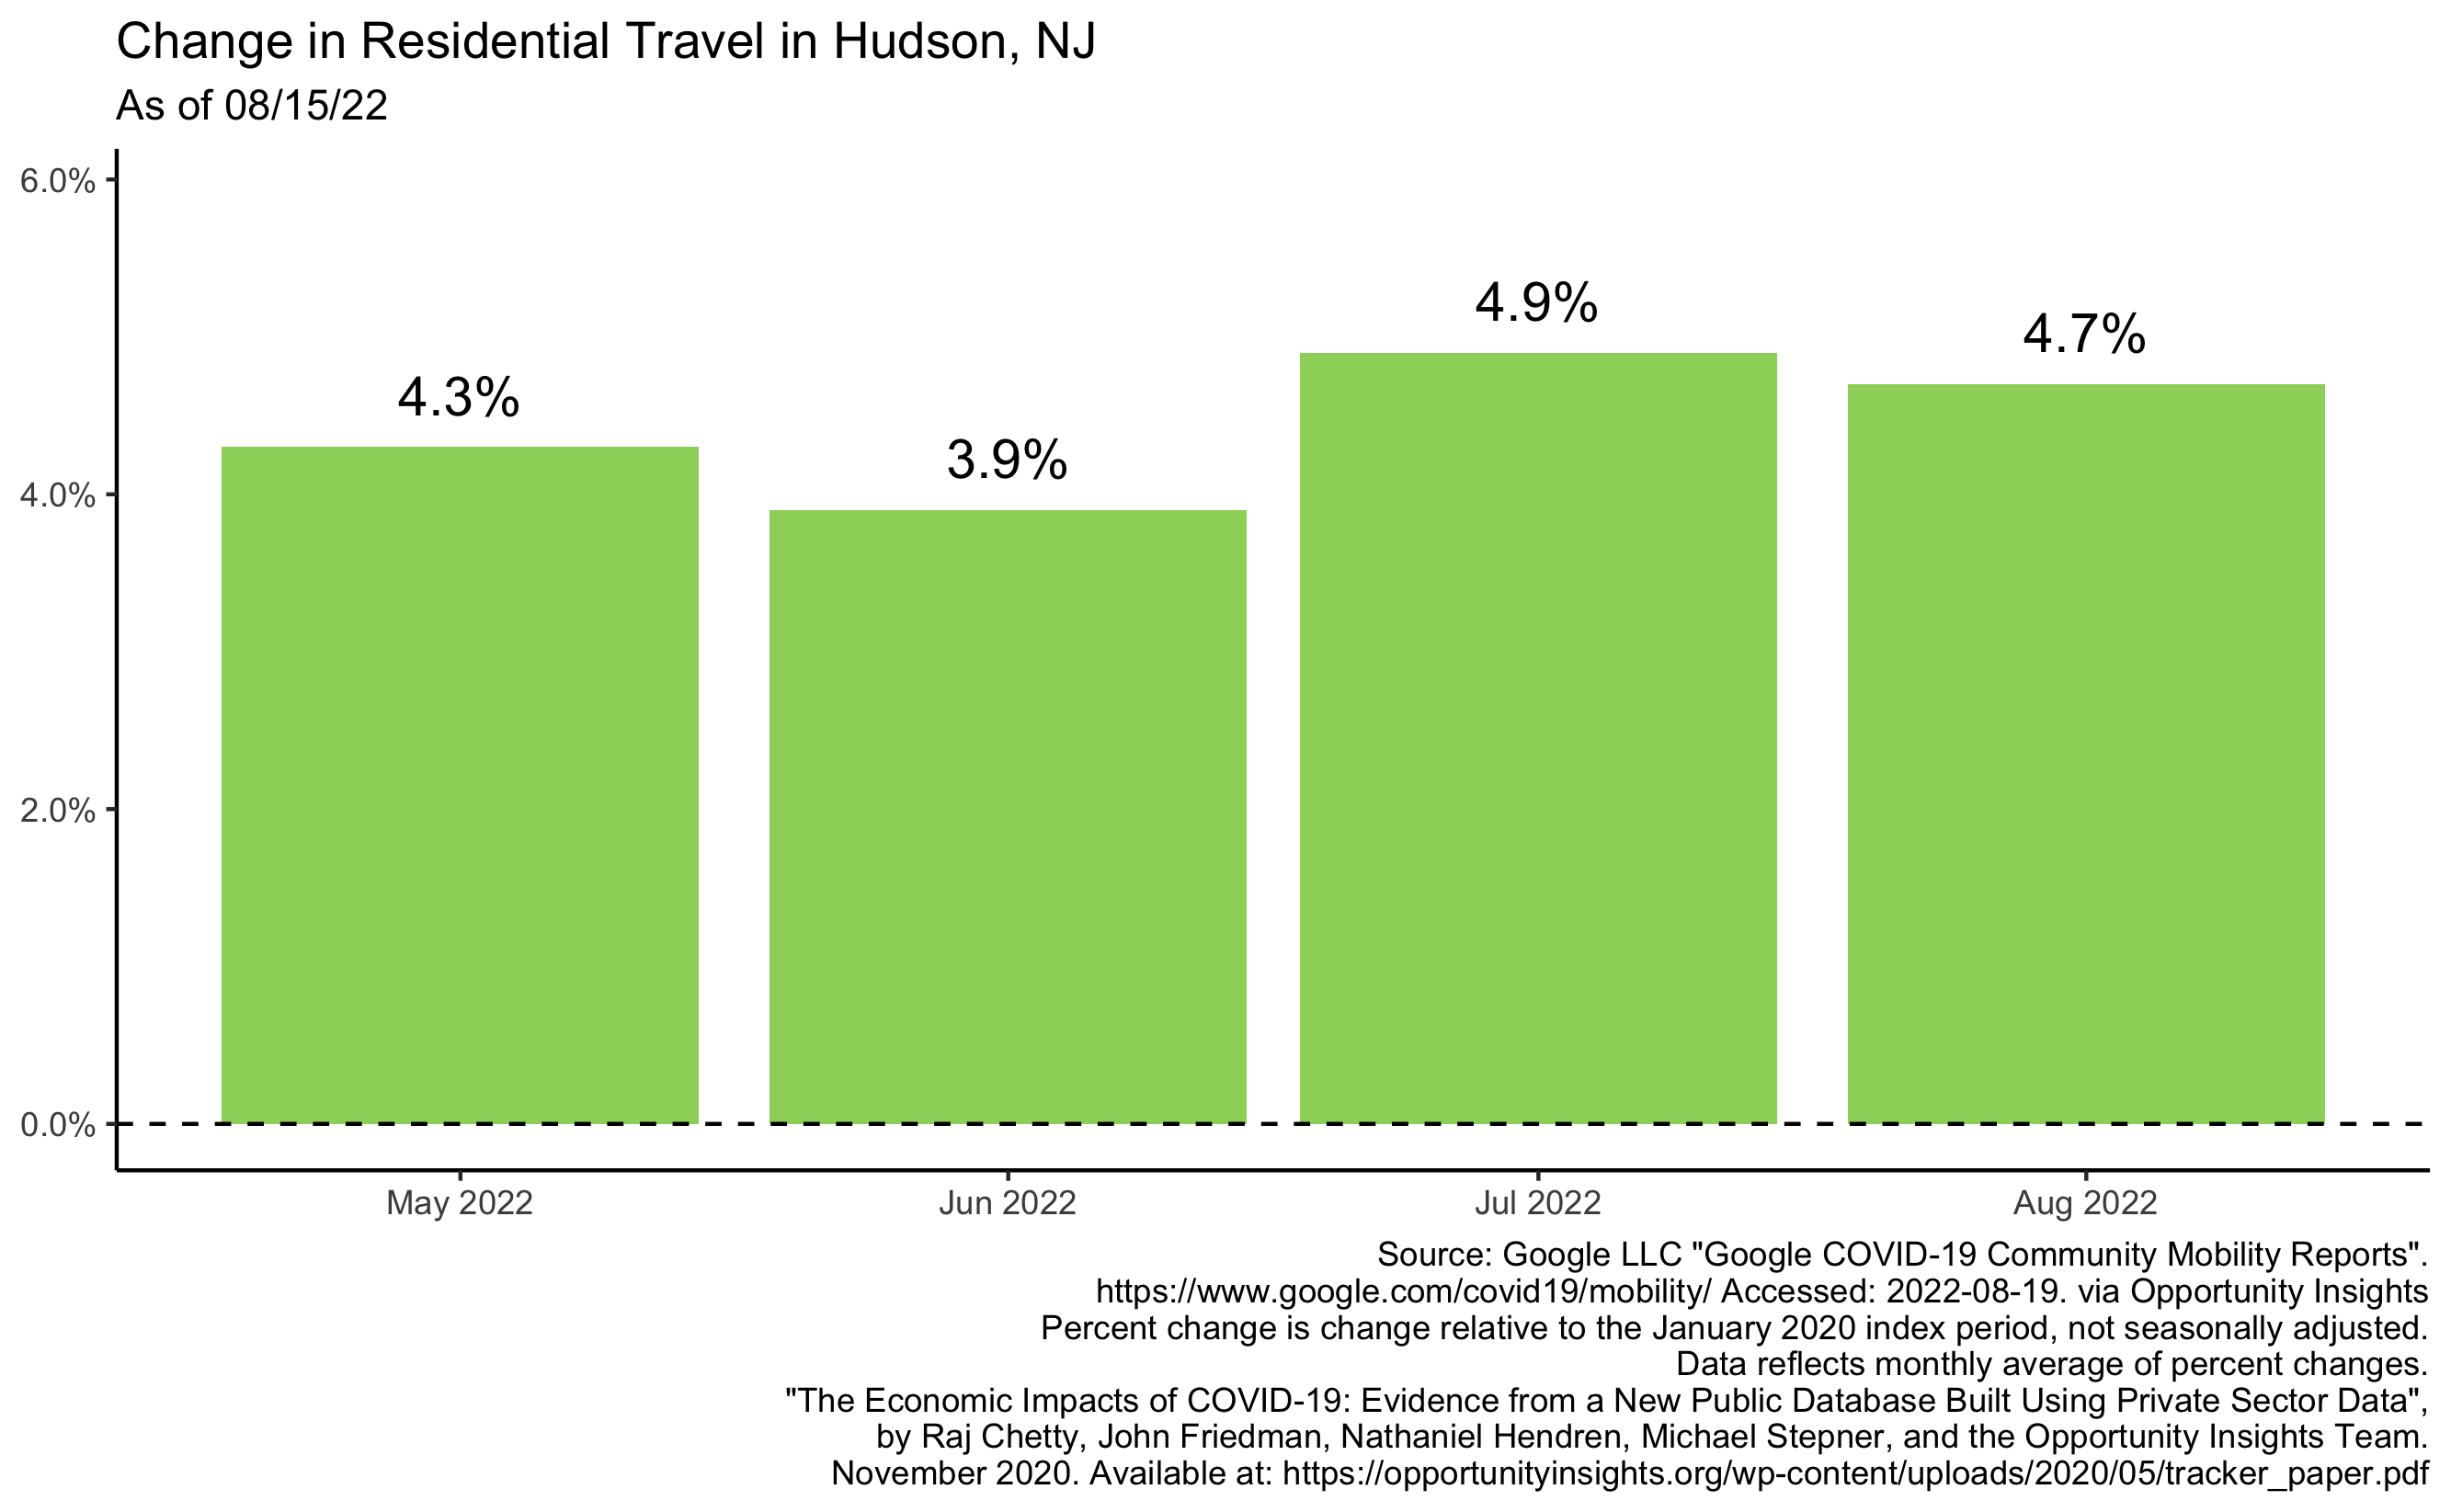 Change in Residential Travel in Hudson, NJ
As of 08/15/22
6.0%
4.0%
2.0%
0.0%
4.3%
3.9%
4.9%
4.7%
May 2022
Jun 2022
Jul 2022
Aug 2022
Source: Google LLC "Google COVID-19 Community Mobility Reports".
https://www.google.com/covid19/mobility/ Accessed: 2022-08-19. via Opportunity Insights
Percent change is change relative to the January 2020 index period, not seasonally adjusted.
Data reflects monthly average of percent changes.
"The Economic Impacts of COVID-19: Evidence from a New Public Database Built Using Private Sector Data",
by Raj Chetty, John Friedman, Nathaniel Hendren, Michael Stepner, and the Opportunity Insights Team.
November 2020. Available at: https://opportunityinsights.org/wp-content/uploads/2020/05/tracker_paper.pdf